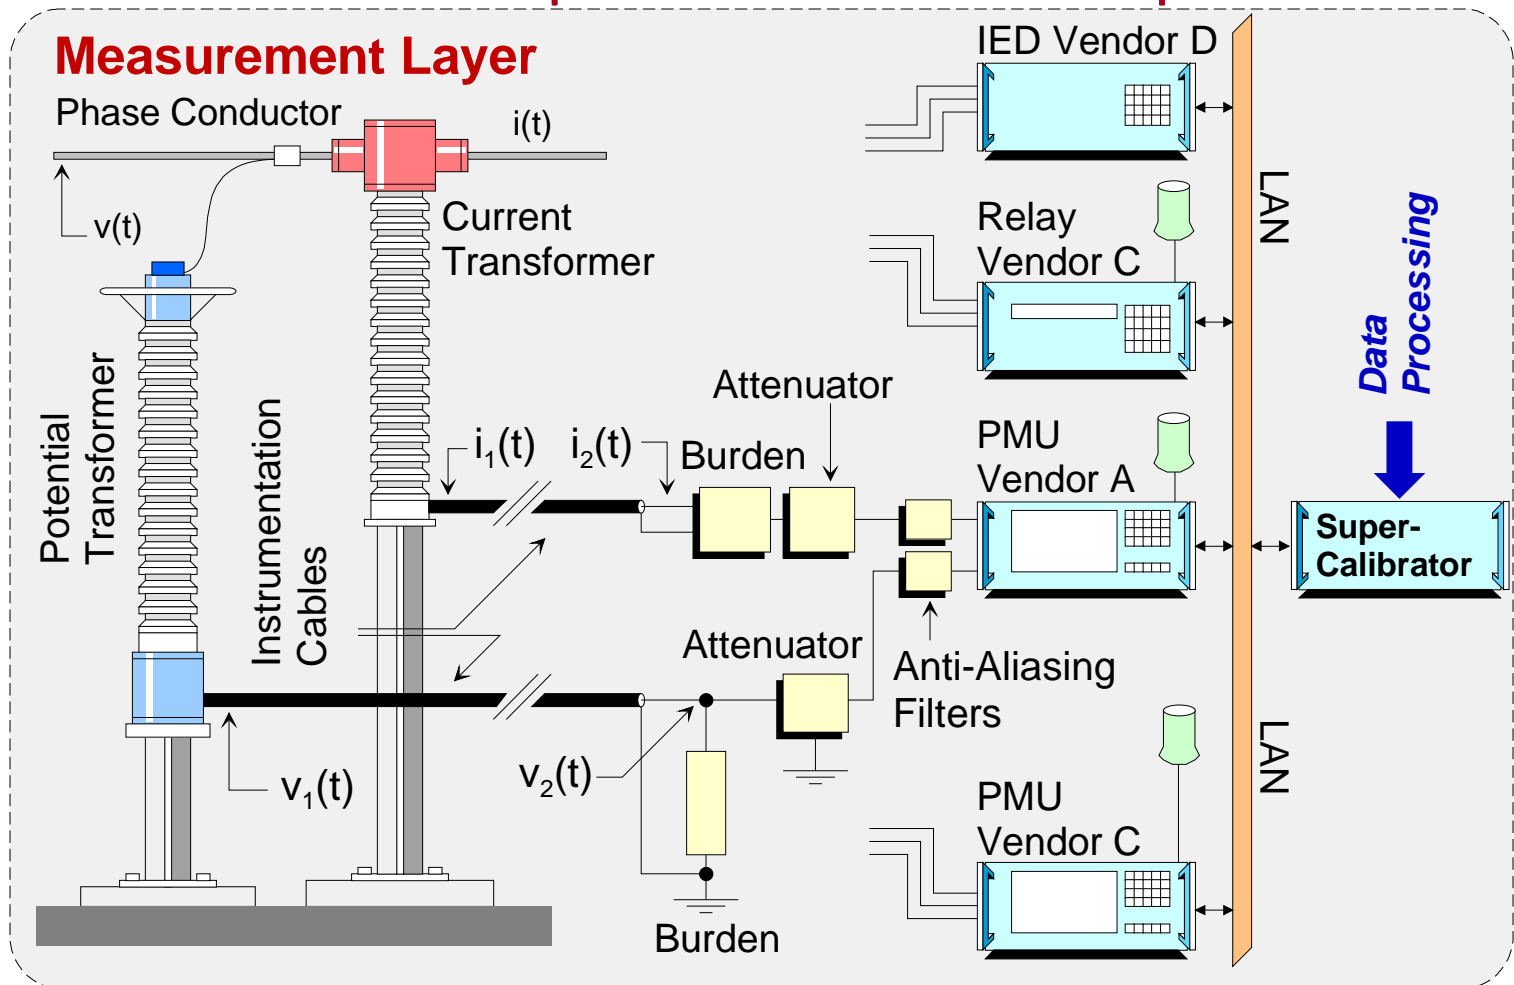 Measurement Layer
Phase Conductor
i(t)
v(t)
Current
Transformer
Potential
Transformer
Instrumentation
Cables
i₁(t)
i₂(t)
v₁(t)
v₂(t)
Burden
Attenuator
Attenuator
Burden
Anti-Aliasing
Filters
IED Vendor D
Relay
Vendor C
PMU
Vendor A
PMU
Vendor C
LAN
LAN
Data
Processing
Super-
Calibrator